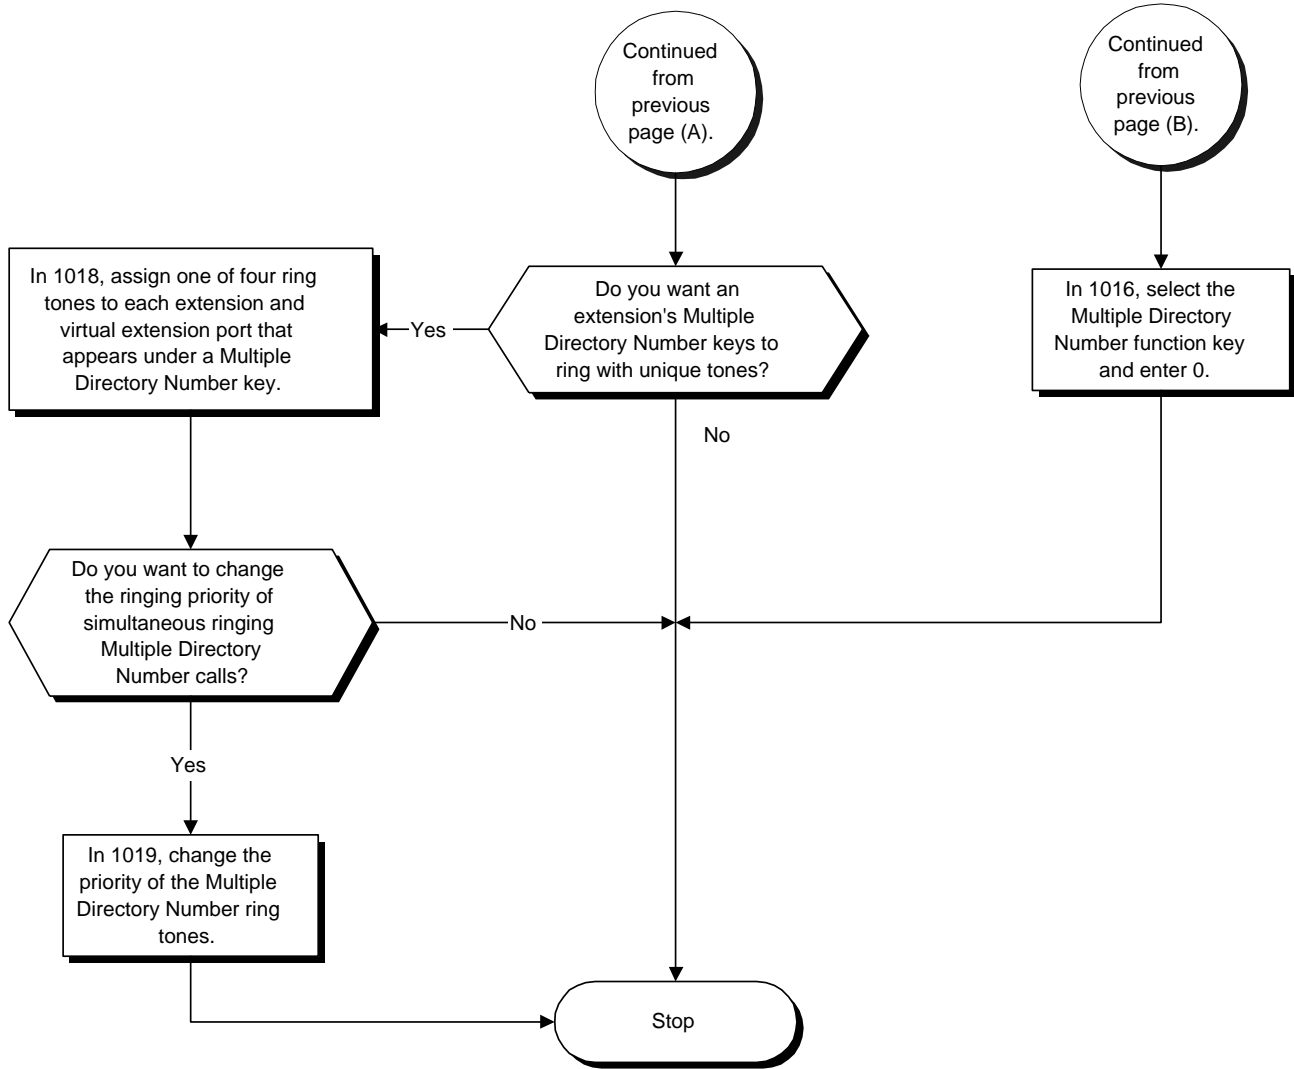 Continued
from
previous
page (A).
Continued
from
previous
page (B).
In 1018, assign one of four ring
tones to each extension and
virtual extension port that
appears under a Multiple
Directory Number key.
Yes
Do you want an
extension's Multiple
Directory Number keys to
ring with unique tones?
In 1016, select the
Multiple Directory
Number function key
and enter 0.
No
Do you want to change
the ringing priority of
simultaneous ringing
Multiple Directory
Number calls?
No
Yes
In 1019, change the
priority of the Multiple
Directory Number ring
tones.
Stop